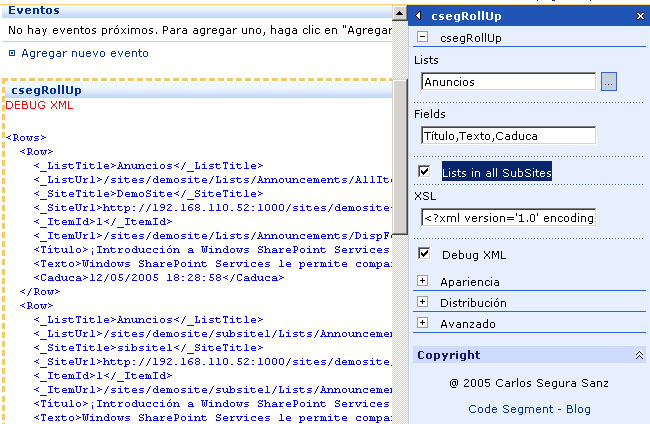 Eventos
No hay eventos próximos. Para agregar uno, haga clic en "Agregar
Agregar nuevo evento
csegRollUp
DEBUG XML
<Rows>
<Row>
<_ListTitle>Anuncios</_ListTitle>
<_ListUrl>/sites/demosite/Lists/Announcements/AllIte
<_SiteTitle>DemoSite</_SiteTitle>
<_SiteUrl>http://192.168.110.52:1000/sites/demosite
<_ItemId>1</_ItemId>
<_ItemUrl>/sites/demosite/Lists/Announcements/DispFo
<Título>¡Introducción a Windows SharePoint Services
<Texto>Windows SharePoint Services le permite compa
<Caduca>12/05/2005 18:28:58</Caduca>
</Row>
<Row>
<_ListTitle>Anuncios</_ListTitle>
<_ListUrl>/sites/demosite/subsite1/Lists/Announcemen
<_SiteTitle>sibsite1</_SiteTitle>
<_SiteUrl>http://192.168.110.52:1000/sites/demosite/
<_ItemId>1</_ItemId>
<_ItemUrl>/sites/demosite/subsite1/Lists/Announcemen
<Título>¡Introducción a Windows SharePoint Services
<Texto>Windows SharePoint Services le permite compa
csegRollUp
csegRollUp
Lists
Anuncios
...
Fields
Título,Texto,Caduca
Lists in all SubSites
XSL
<?xml version='1.0' encoding
Debug XML
Apariencia
Distribución
Avanzado
Copyright
@ 2005 Carlos Segura Sanz
Code Segment - Blog